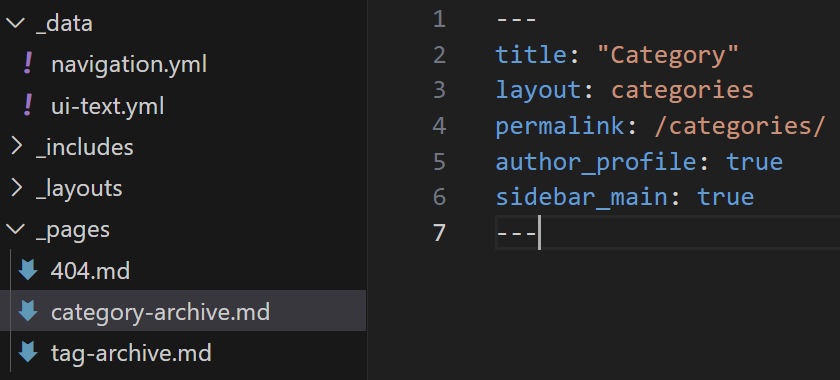 _data
navigation.yml
ui-text.yml
_includes
_layouts
_pages
404.md
category-archive.md
tag-archive.md
1 ---
2 title: "Category"
3 layout: categories
4 permalink: /categories/
5 author_profile: true
6 sidebar_main: true
7 ---